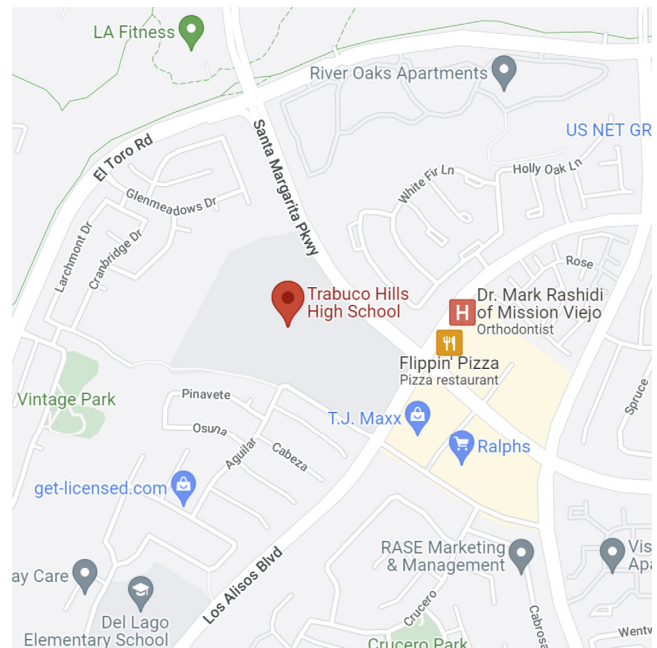 LA Fitness
River Oaks Apartments
US NET GR
El Toro Rd
Santa Margarita Pkwy
White Fir Ln
Holly Oak Ln
Glenmeadows Dr
Larchmont Dr
Cranbridge Dr
Rose
Trabuco Hills
High School
Dr. Mark Rashidi
of Mission Viejo
Orthodontist
H
Flippin' Pizza
Pizza restaurant
Vintage Park
Pinavete
Osuna
Aguilar
Cabeza
T.J. Maxx
Ralphs
Spruce
get-licensed.com
Los Alisos Blvd
RASE Marketing
& Management
Vis
Apa
ay Care
Del Lago
Elementary School
Crucero
Crucero Park
Cabrosa
Wentw